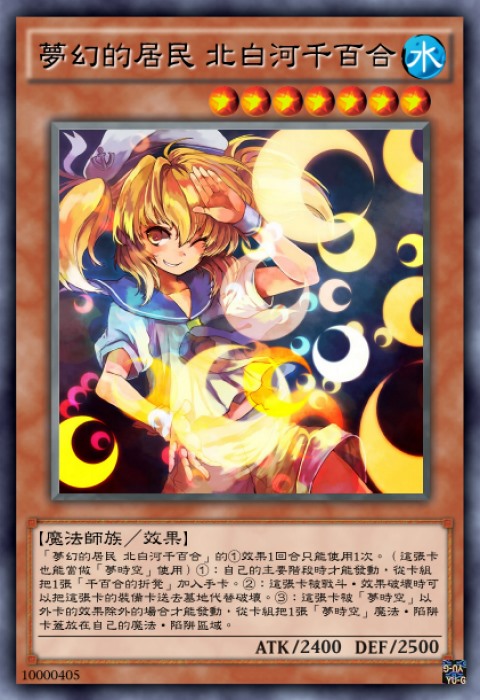 夢幻的居民 北白河千百合 水
[魔法師族／效果]
「夢幻的居民 北白河千百合」的①效果1回合只能使用1次。（這張卡
也能當做「夢時空」使用）①：自己的主要階段時才能發動，從卡組
把1張「千百合的折凳」加入手卡。②：這張卡被戰斗·效果破壞時可
以把這張卡的裝備卡送去墓地代替破壞。③：這張卡被「夢時空」以
外卡的效果除外的場合才能發動，從卡組把1張「夢時空」魔法·陷阱
卡蓋放在自己的魔法·陷阱區域。
ATK/2400 DEF/2500
10000405